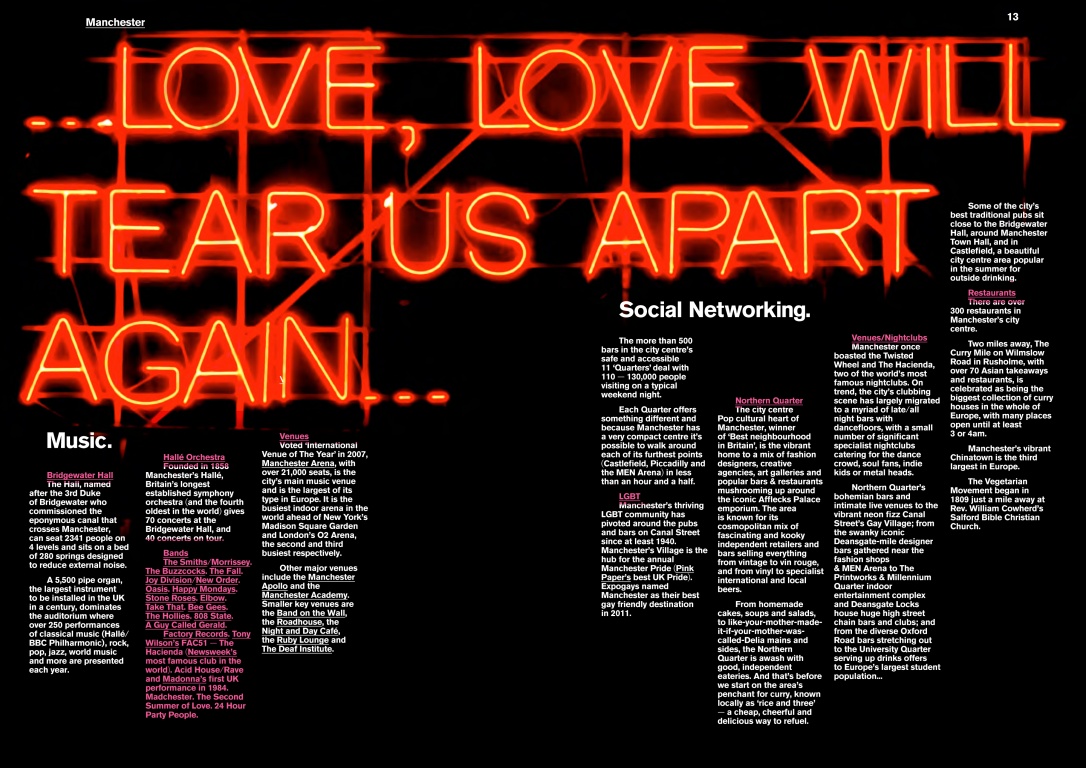 Manchester
13
...LOVE, LOVE WILL
TEAR US APART
AGAIN...
Music.
Bridgewater Hall
The Hall, named
after the 3rd Duke
of Bridgewater who
commissioned the
eponymous canal that
crosses Manchester,
can seat 2341 people on
4 levels and sits on a bed
of 280 springs designed
to reduce external noise.
A 5,500 pipe organ,
the largest instrument
to be installed in the UK
in a century, dominates
the auditorium where
over 250 performances
of classical music (Hallé/
BBC Philharmonic), rock,
pop, jazz, world music
and more are presented
each year.
Hallé Orchestra
Founded in 1858
Manchester's Hallé,
Britain's longest
established symphony
orchestra (and the fourth
oldest in the world) gives
70 concerts at the
Bridgewater Hall, and
40 concerts on tour.
Bands
The Smiths/Morrissey.
The Buzzcocks. The Fall.
Joy Division/New Order.
Oasis. Happy Mondays.
Stone Roses. Elbow.
Take That. Bee Gees.
The Hollies. 808 State.
A Guy Called Gerald.
Factory Records. Tony
Wilson's FAC51 — The
Hacienda (Newsweek's
most famous club in the
world). Acid House/Rave
and Madonna's first UK
performance in 1984.
Madchester. The Second
Summer of Love. 24 Hour
Party People.
Venues
Voted 'International
Venue of The Year' in 2007,
Manchester Arena, with
over 21,000 seats, is the
city's main music venue
and is the largest of its
type in Europe. It is the
busiest indoor arena in the
world ahead of New York's
Madison Square Garden
and London's O2 Arena,
the second and third
busiest respectively.
Other major venues
include the Manchester
Apollo and the
Manchester Academy.
Smaller key venues are
the Band on the Wall,
the Roadhouse, the
Night and Day Café,
the Ruby Lounge and
The Deaf Institute.
Social Networking.
The more than 500
bars in the city centre's
safe and accessible
11 'Quarters' deal with
110 — 130,000 people
visiting on a typical
weekend night.
Each Quarter offers
something different and
because Manchester has
a very compact centre it's
possible to walk around
each of its furthest points
(Castlefield, Piccadilly and
the MEN Arena) in less
than an hour and a half.
LGBT
Manchester's thriving
LGBT community has
pivoted around the pubs
and bars on Canal Street
since at least 1940.
Manchester's Village is the
hub for the annual
Manchester Pride (Pink
Paper's best UK Pride).
Expogays named
Manchester as their best
gay friendly destination
in 2011.
Northern Quarter
The city centre
Pop cultural heart of
Manchester, winner
of 'Best neighbourhood
in Britain', is the vibrant
home to a mix of fashion
designers, creative
agencies, art galleries and
popular bars & restaurants
mushrooming up around
the iconic Afflecks Palace
emporium. The area
is known for its
cosmopolitan mix of
fascinating and kooky
independent retailers and
bars selling everything
from vintage to vin rouge,
and from vinyl to specialist
international and local
beers.
From homemade
cakes, soups and salads,
to like-your-mother-made-
it-if-your-mother-was-
called-Delia mains and
sides, the Northern
Quarter is awash with
good, independent
eateries. And that's before
we start on the area's
penchant for curry, known
locally as 'rice and three'
— a cheap, cheerful and
delicious way to refuel.
Venues/Nightclubs
Manchester once
boasted the Twisted
Wheel and The Hacienda,
two of the world's most
famous nightclubs. On
trend, the city's clubbing
scene has largely migrated
to a myriad of late/all
night bars with
dancefloors, with a small
number of significant
specialist nightclubs
catering for the dance
crowd, soul fans, indie
kids or metal heads.
Northern Quarter's
bohemian bars and
intimate live venues to the
vibrant neon fizz Canal
Street's Gay Village; from
the swanky iconic
Deansgate-mile designer
bars gathered near the
fashion shops
& MEN Arena to The
Printworks & Millennium
Quarter indoor
entertainment complex
and Deansgate Locks
house huge high street
chain bars and clubs; and
from the diverse Oxford
Road bars stretching out
to the University Quarter
serving up drinks offers
to Europe's largest student
population...
Some of the city's
best traditional pubs sit
close to the Bridgewater
Hall, around Manchester
Town Hall, and in
Castlefield, a beautiful
city centre area popular
in the summer for
outside drinking.
Restaurants
There are over
300 restaurants in
Manchester's city
centre.
Two miles away, The
Curry Mile on Wilmslow
Road in Rusholme, with
over 70 Asian takeaways
and restaurants, is
celebrated as being the
biggest collection of curry
houses in the whole of
Europe, with many places
open until at least
3 or 4am.
Manchester's vibrant
Chinatown is the third
largest in Europe.
The Vegetarian
Movement began in
1809 just a mile away at
Rev. William Cowherd's
Salford Bible Christian
Church.